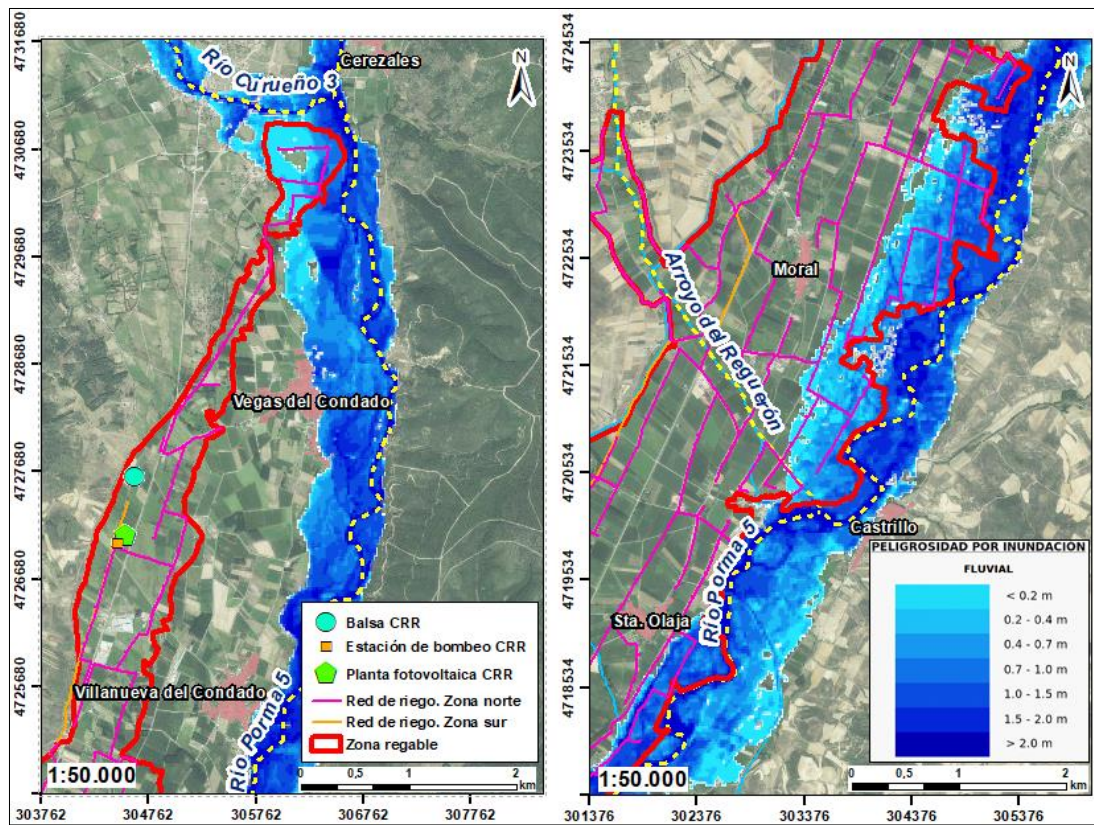 4731680
4730680
4729680
4728680
4727680
4726680
4725680
Río Curueño 3
Cerezales
N
Vegas del Condado
Villanueva del Condado
Río Porma 5
Balsa CRR
Estación de bombeo CRR
Planta fotovoltaica CRR
Red de riego. Zona norte
Red de riego. Zona sur
Zona regable
1:50.000
0 0,5 1 2
km
303762 304762 305762 306762 307762
4724534
4723534
4722534
4721534
4720534
4719534
4718534
N
Moral
Arroyo del Reguerón
Castrillo
Río Porma 5
Sta. Olaja
PELIGROSIDAD POR INUNDACIÓN
FLUVIAL
< 0.2 m
0.2 - 0.4 m
0.4 - 0.7 m
0.7 - 1.0 m
1.0 - 1.5 m
1.5 - 2.0 m
> 2.0 m
1:50.000
0 0,5 1 2
km
301376 302376 303376 304376 305376